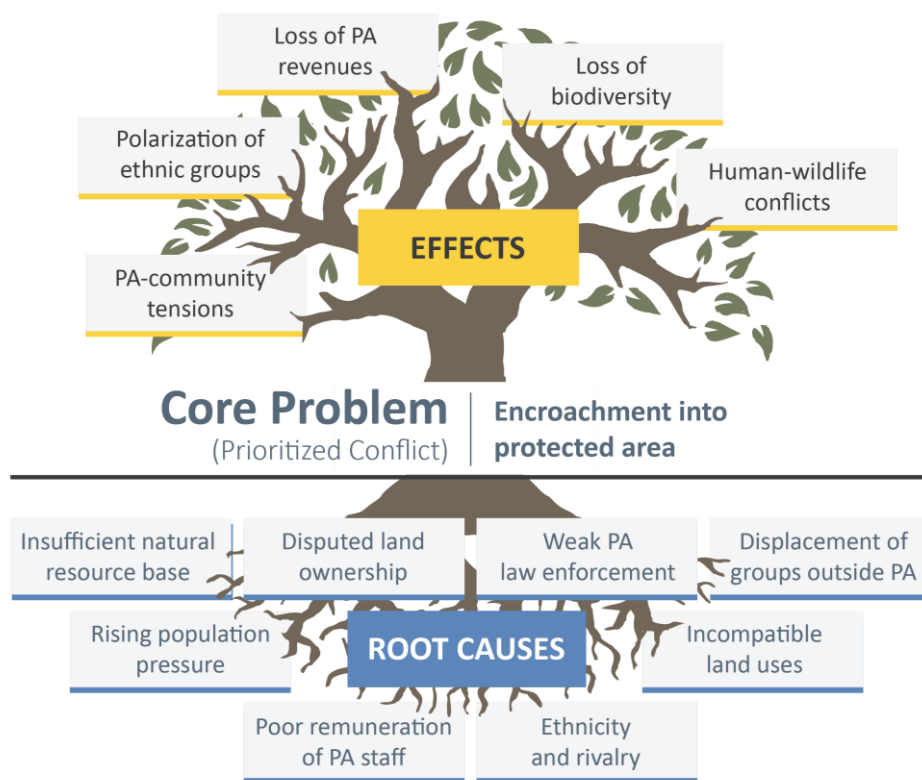 Loss of PA
revenues
Loss of
biodiversity
Polarization of
ethnic groups
Human-wildlife
conflicts
EFFECTS
PA-community
tensions
Core Problem
(Prioritized Conflict)
Encroachment into
protected area
Insufficient natural
resource base
Disputed land
ownership
Weak PA
law enforcement
Displacement of
groups outside PA
Rising population
pressure
ROOT CAUSES
Incompatible
land uses
Poor remuneration
of PA staff
Ethnicity
and rivalry